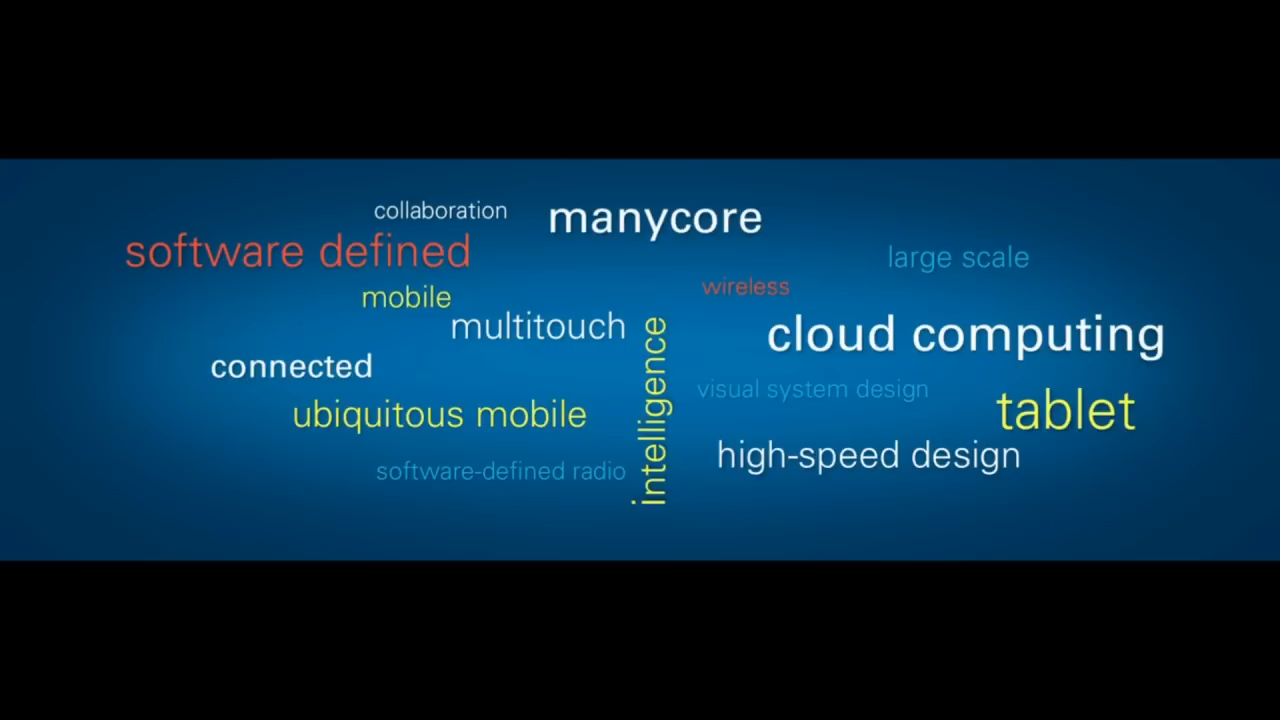 collaboration
manycore
software defined
large scale
wireless
mobile
multitouch
cloud computing
connected
visual system design
intelligence
ubiquitous mobile
tablet
high-speed design
software-defined radio